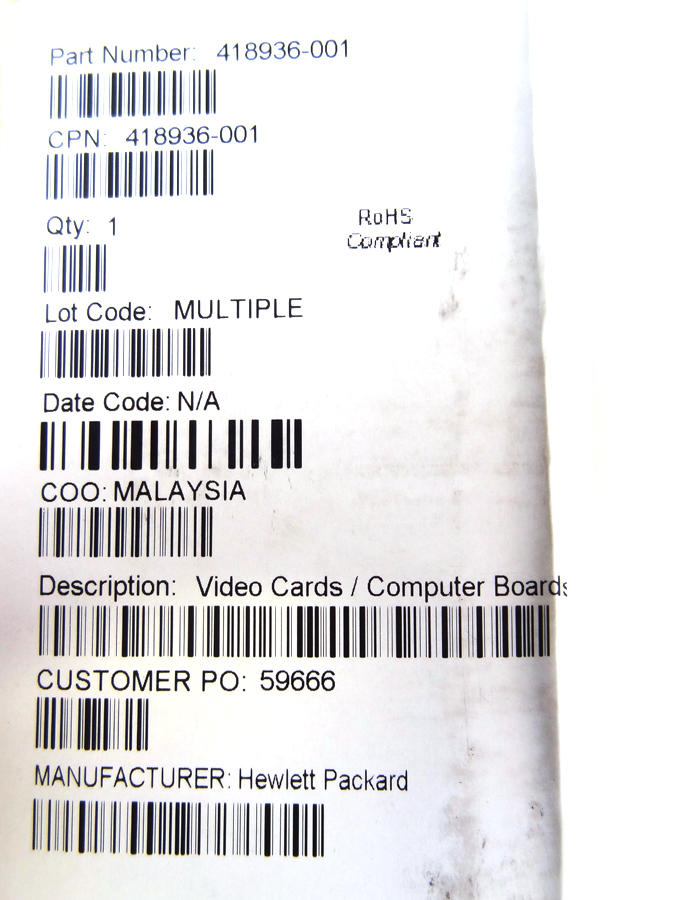 Part Number: 418936-001
CPN: 418936-001
Qty: 1
RoHS
Compliant
Lot Code: MULTIPLE
Date Code: N/A
COO: MALAYSIA
Description: Video Cards / Computer Boards
CUSTOMER PO: 59666
MANUFACTURER: Hewlett Packard